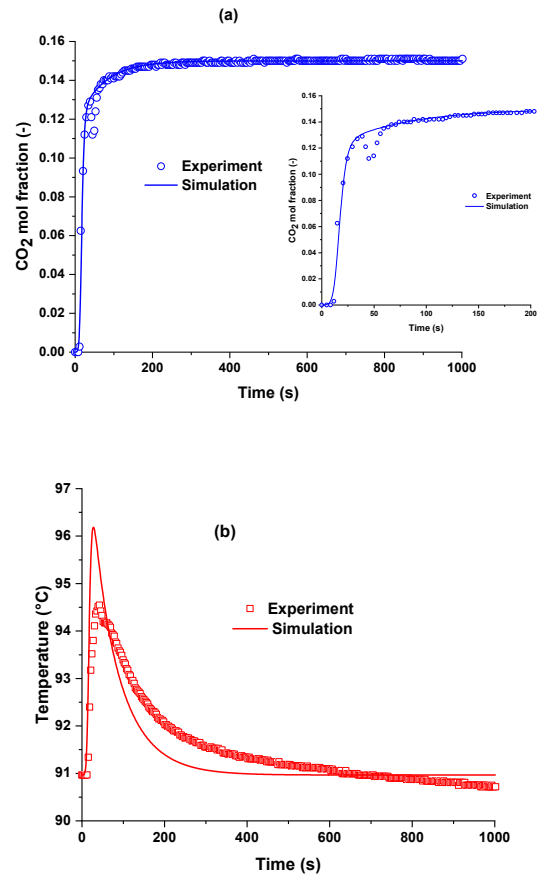 (a)
0.16
0.14
0.12
0.10
0.08
0.06
0.04
0.02
0.00
CO2 mol fraction (-)
Experiment
Simulation
0 200 400 600 800 1000
Time (s)
0.16
0.14
0.12
0.10
0.08
0.06
0.04
0.02
0.00
CO2 mol fraction (-)
Experiment
Simulation
0 50 100 150 200
Time (s)
(b)
97
96
95
94
93
92
91
90
Temperature (°C)
Experiment
Simulation
0 200 400 600 800 1000
Time (s)